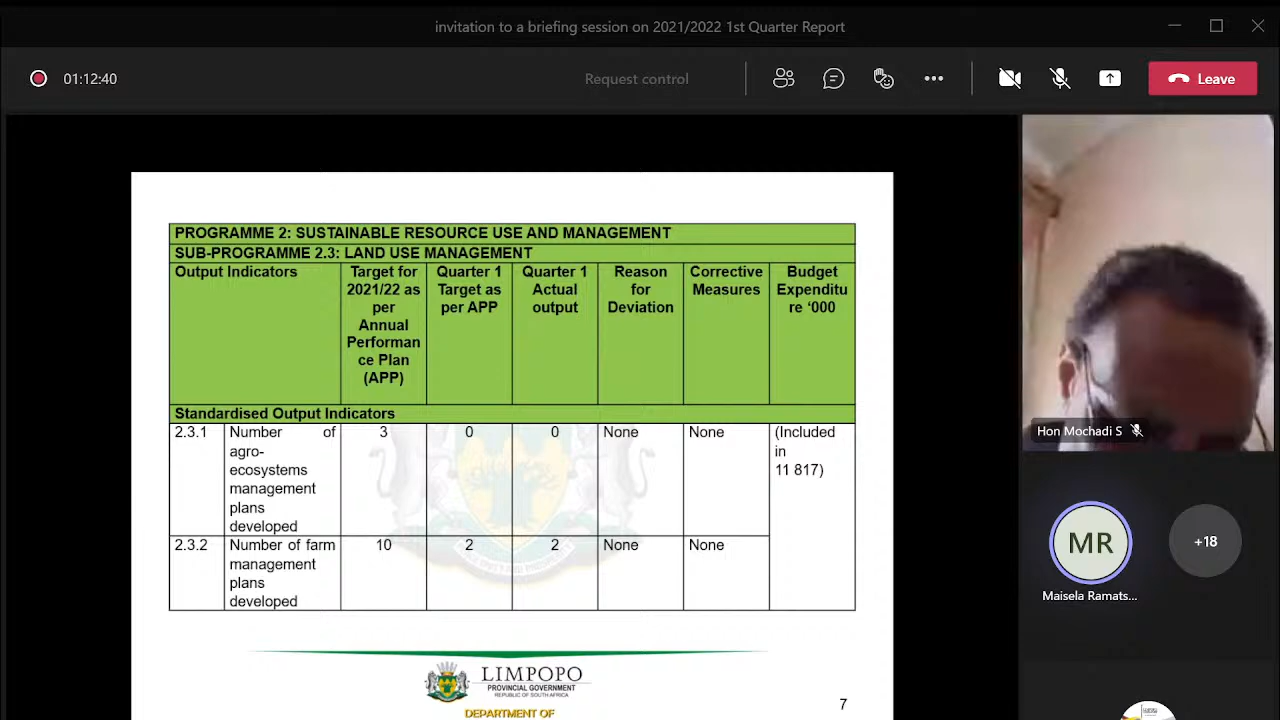 invitation to a briefing session on 2021/2022 1st Quarter Report
01:12:40
Request control
Leave
PROGRAMME 2: SUSTAINABLE RESOURCE USE AND MANAGEMENT
SUB-PROGRAMME 2.3: LAND USE MANAGEMENT
Output Indicators
Target for
2021/22 as
per
Annual
Performan
ce Plan
(APP)
Quarter 1
Target as
per APP
Quarter 1
Actual
output
Reason
for
Deviation
Corrective
Measures
Budget
Expenditu
re ‘000
Standardised Output Indicators
2.3.1
Number of
agro-
ecosystems
management
plans
developed
3
0
0
None
None
(Included
in
11 817)
2.3.2
Number of farm
management
plans
developed
10
2
2
None
None
LIMPOPO
PROVINCIAL GOVERNMENT
REPUBLIC OF SOUTH AFRICA
DEPARTMENT OF
7
Hon Mochadi S
MR
Maisela Ramats...
+18